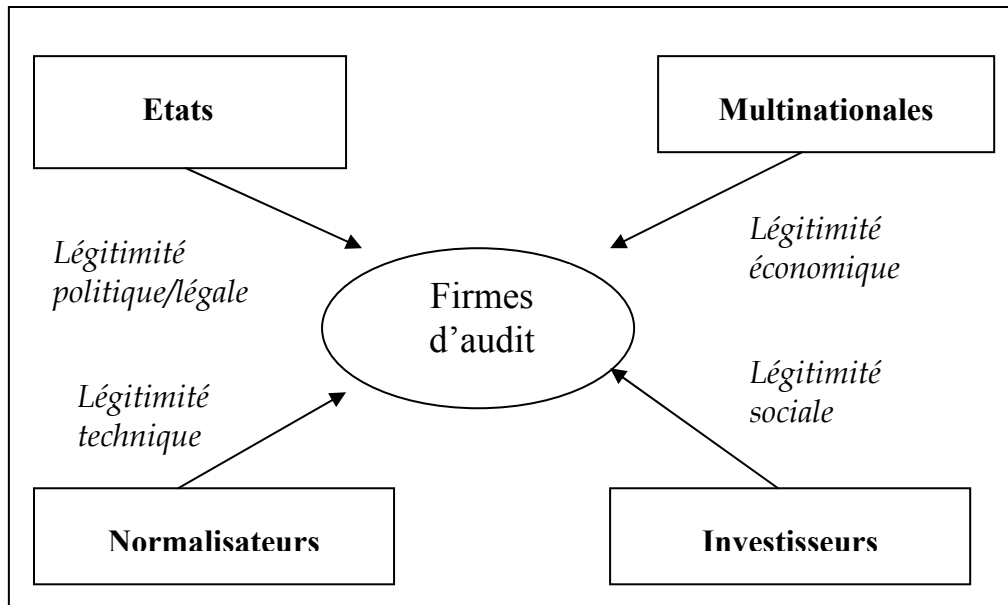 Etats
Multinationales
Légitimité
politique/légale
Légitimité
économique
Firmes
d’audit
Légitimité
technique
Légitimité
sociale
Normalisateurs
Investisseurs